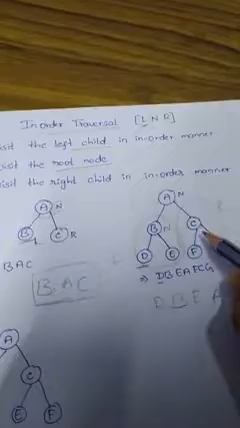 In order Traversal [L N R]
isit the left child in in-order manner
isit the root node
isit the right child in in-order manner
A N
B L C R
BAC
B A C
A N
B N C
D E F
⇒ DBEAFCG
D B E A
A
C
E F